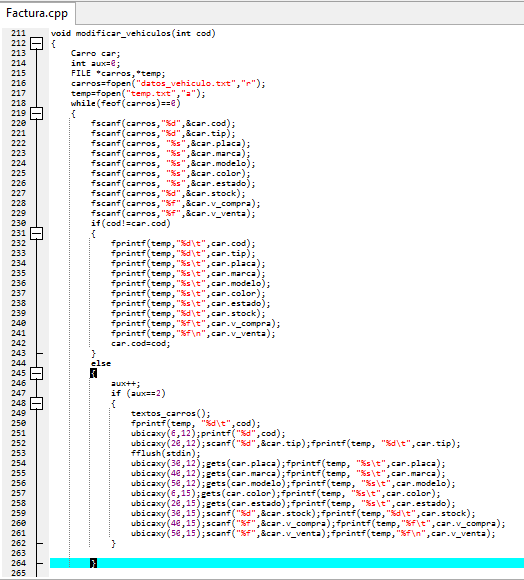 Factura.cpp
211 void modificar_vehiculos(int cod)
212 {
213 Carro car;
214 int aux=0;
215 FILE *carros,*temp;
216 carros=fopen("datos_vehiculo.txt","r");
217 temp=fopen("temp.txt","a");
218 while(feof(carros)==0)
219 {
220 fscanf(carros,"%d",&car.cod);
221 fscanf(carros,"%d",&car.tip);
222 fscanf(carros, "%s",&car.placa);
223 fscanf(carros, "%s",&car.marca);
224 fscanf(carros, "%s",&car.modelo);
225 fscanf(carros, "%s",&car.color);
226 fscanf(carros, "%s",&car.estado);
227 fscanf(carros,"%d",&car.stock);
228 fscanf(carros,"%f",&car.v_compra);
229 fscanf(carros,"%f",&car.v_venta);
230 if(cod!=car.cod)
231 {
232 fprintf(temp,"%d\t",car.cod);
233 fprintf(temp,"%d\t",car.tip);
234 fprintf(temp,"%s\t",car.placa);
235 fprintf(temp,"%s\t",car.marca);
236 fprintf(temp,"%s\t",car.modelo);
237 fprintf(temp,"%s\t",car.color);
238 fprintf(temp,"%s\t",car.estado);
239 fprintf(temp,"%d\t",car.stock);
240 fprintf(temp,"%f\t",car.v_compra);
241 fprintf(temp,"%f\n",car.v_venta);
242 car.cod=cod;
243 }
244 else
245 {
246 aux++;
247 if (aux==2)
248 {
249 textos_carros();
250 fprintf(temp, "%d\t",cod);
251 ubicaxy(6,12);printf("%d",cod);
252 ubicaxy(20,12);scanf("%d",&car.tip);fprintf(temp, "%d\t",car.tip);
253 fflush(stdin);
254 ubicaxy(30,12);gets(car.placa);fprintf(temp, "%s\t",car.placa);
255 ubicaxy(40,12);gets(car.marca);fprintf(temp, "%s\t",car.marca);
256 ubicaxy(50,12);gets(car.modelo);fprintf(temp, "%s\t",car.modelo);
257 ubicaxy(6,15);gets(car.color);fprintf(temp, "%s\t",car.color);
258 ubicaxy(20,15);gets(car.estado);fprintf(temp, "%s\t",car.estado);
259 ubicaxy(30,15);scanf("%d",&car.stock);fprintf(temp,"%d\t",car.stock);
260 ubicaxy(40,15);scanf("%f",&car.v_compra);fprintf(temp,"%f\t",car.v_compra);
261 ubicaxy(50,15);scanf("%f",&car.v_venta);fprintf(temp,"%f\n",car.v_venta);
262 }
263
264 }
265